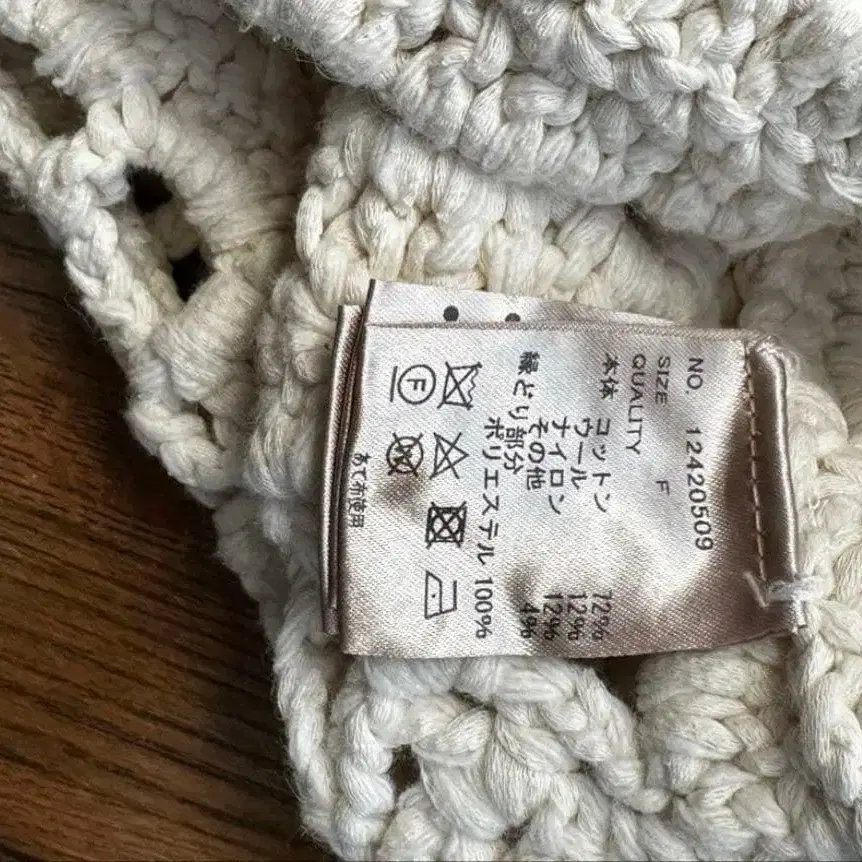 NO. 12420509
SIZE F
QUALITY
本体 コットン 72%
ウール 12%
ナイロン 12%
その他 4%
縁どり部分
ポリエステル 100%
F
あて布使用